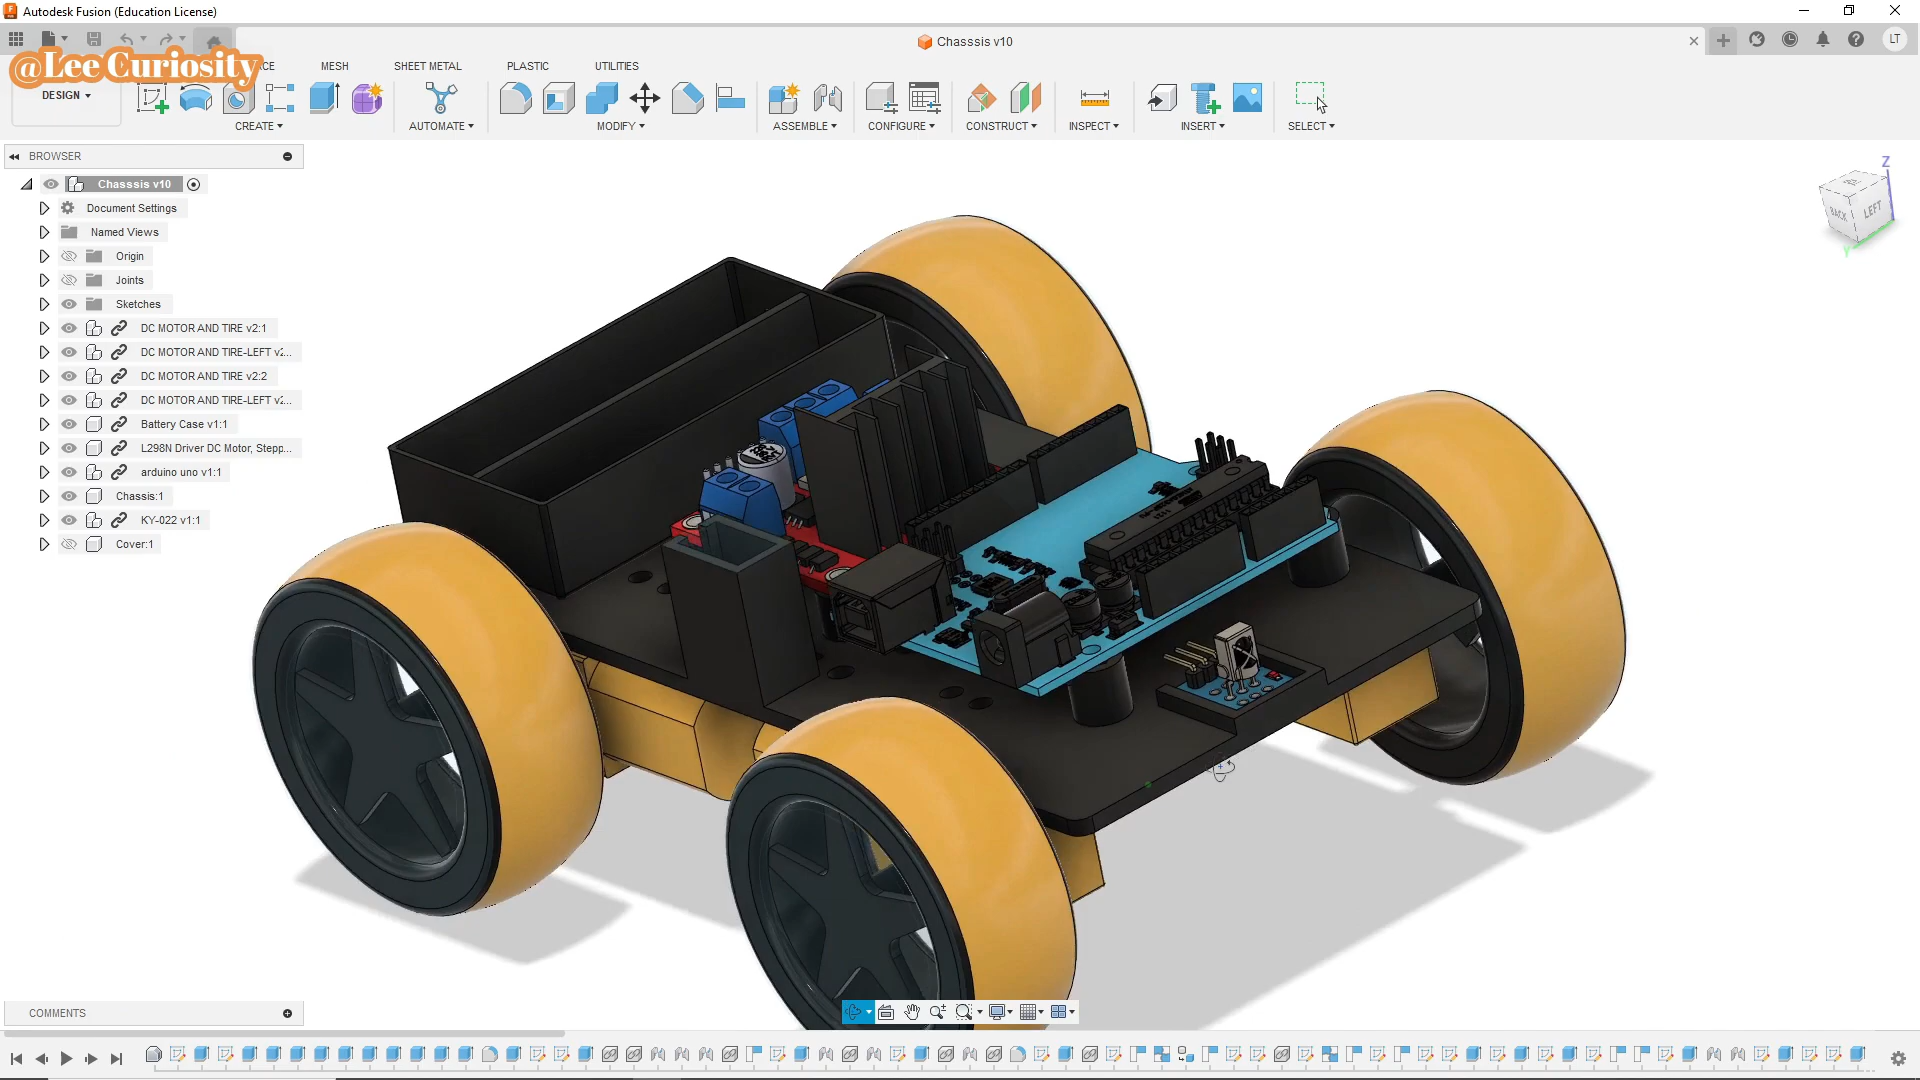 Autodesk Fusion (Education License)
Chasssis v10
LT
@LeeCuriosity
MESH
SHEET METAL
PLASTIC
UTILITIES
DESIGN
CREATE
AUTOMATE
MODIFY
ASSEMBLE
CONFIGURE
CONSTRUCT
INSPECT
INSERT
SELECT
BROWSER
Chasssis v10
Document Settings
Named Views
Origin
Joints
Sketches
DC MOTOR AND TIRE v2:1
DC MOTOR AND TIRE-LEFT v2...
DC MOTOR AND TIRE v2:2
DC MOTOR AND TIRE-LEFT v2...
Battery Case v1:1
L298N Driver DC Motor, Stepp...
arduino uno v1:1
Chassis:1
KY-022 v1:1
Cover:1
Z
BACK
LEFT
Y
COMMENTS